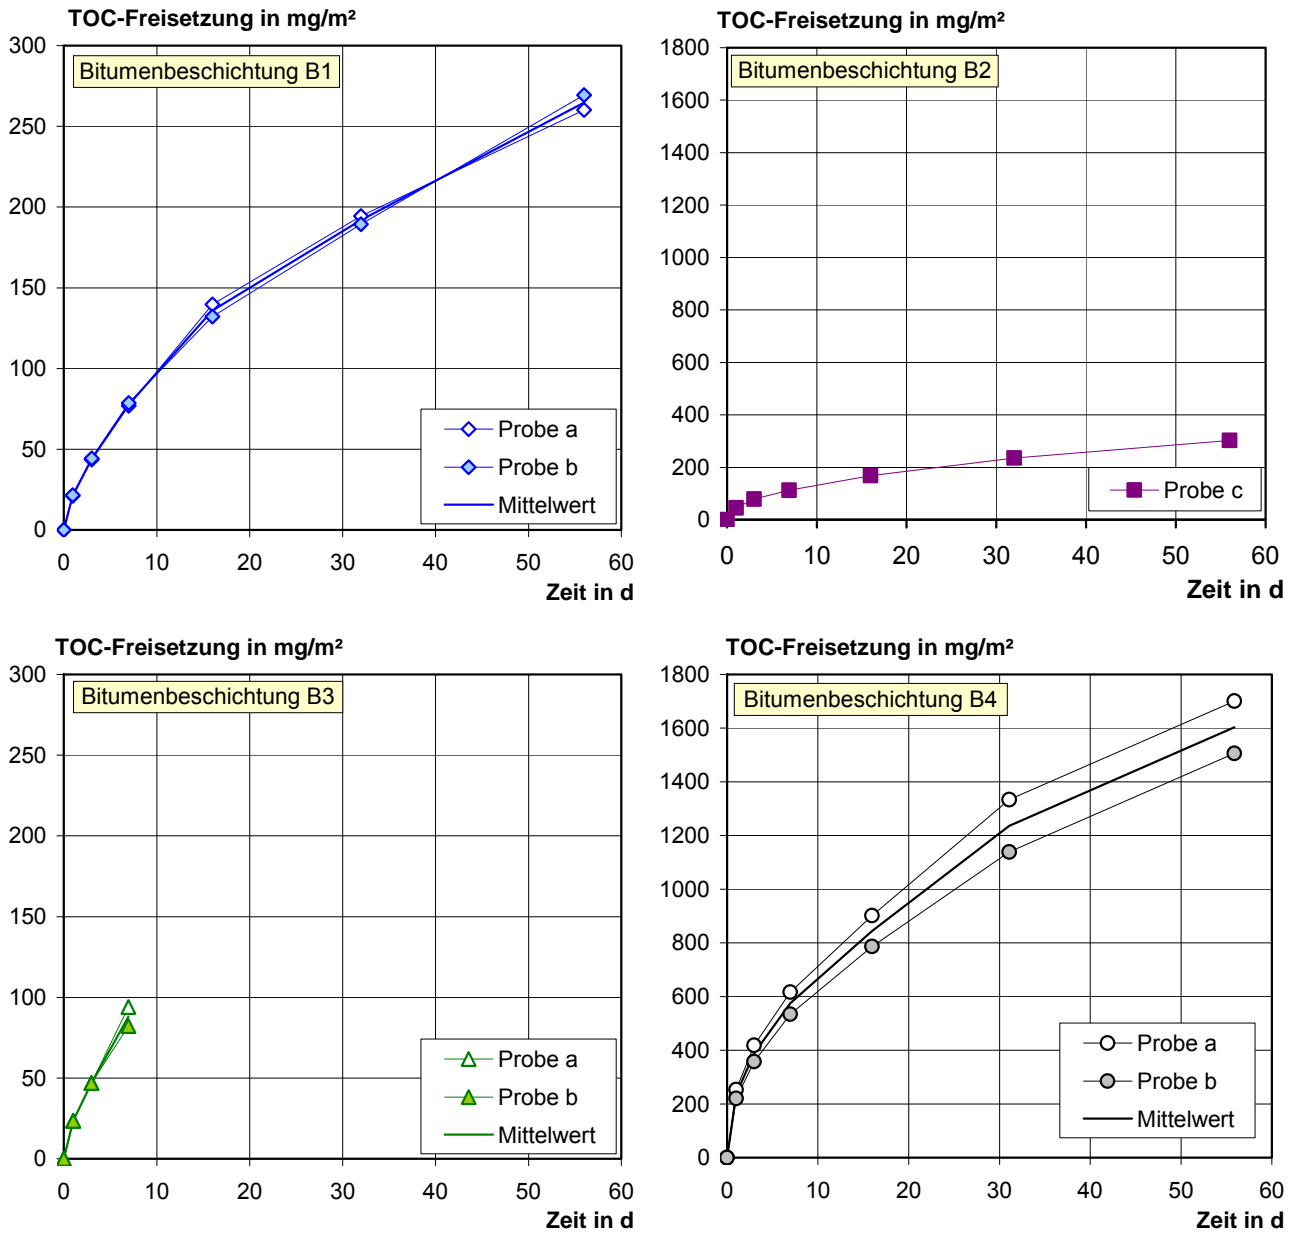 TOC-Freisetzung in mg/m²
300
250
200
150
100
50
0
Bitumenbeschichtung B1
Probe a
Probe b
Mittelwert
0 10 20 30 40 50 60
Zeit in d
TOC-Freisetzung in mg/m²
1800
1600
1400
1200
1000
800
600
400
200
0
Bitumenbeschichtung B2
Probe c
0 10 20 30 40 50 60
Zeit in d
TOC-Freisetzung in mg/m²
300
250
200
150
100
50
0
Bitumenbeschichtung B3
Probe a
Probe b
Mittelwert
0 10 20 30 40 50 60
Zeit in d
TOC-Freisetzung in mg/m²
1800
1600
1400
1200
1000
800
600
400
200
0
Bitumenbeschichtung B4
Probe a
Probe b
Mittelwert
0 10 20 30 40 50 60
Zeit in d